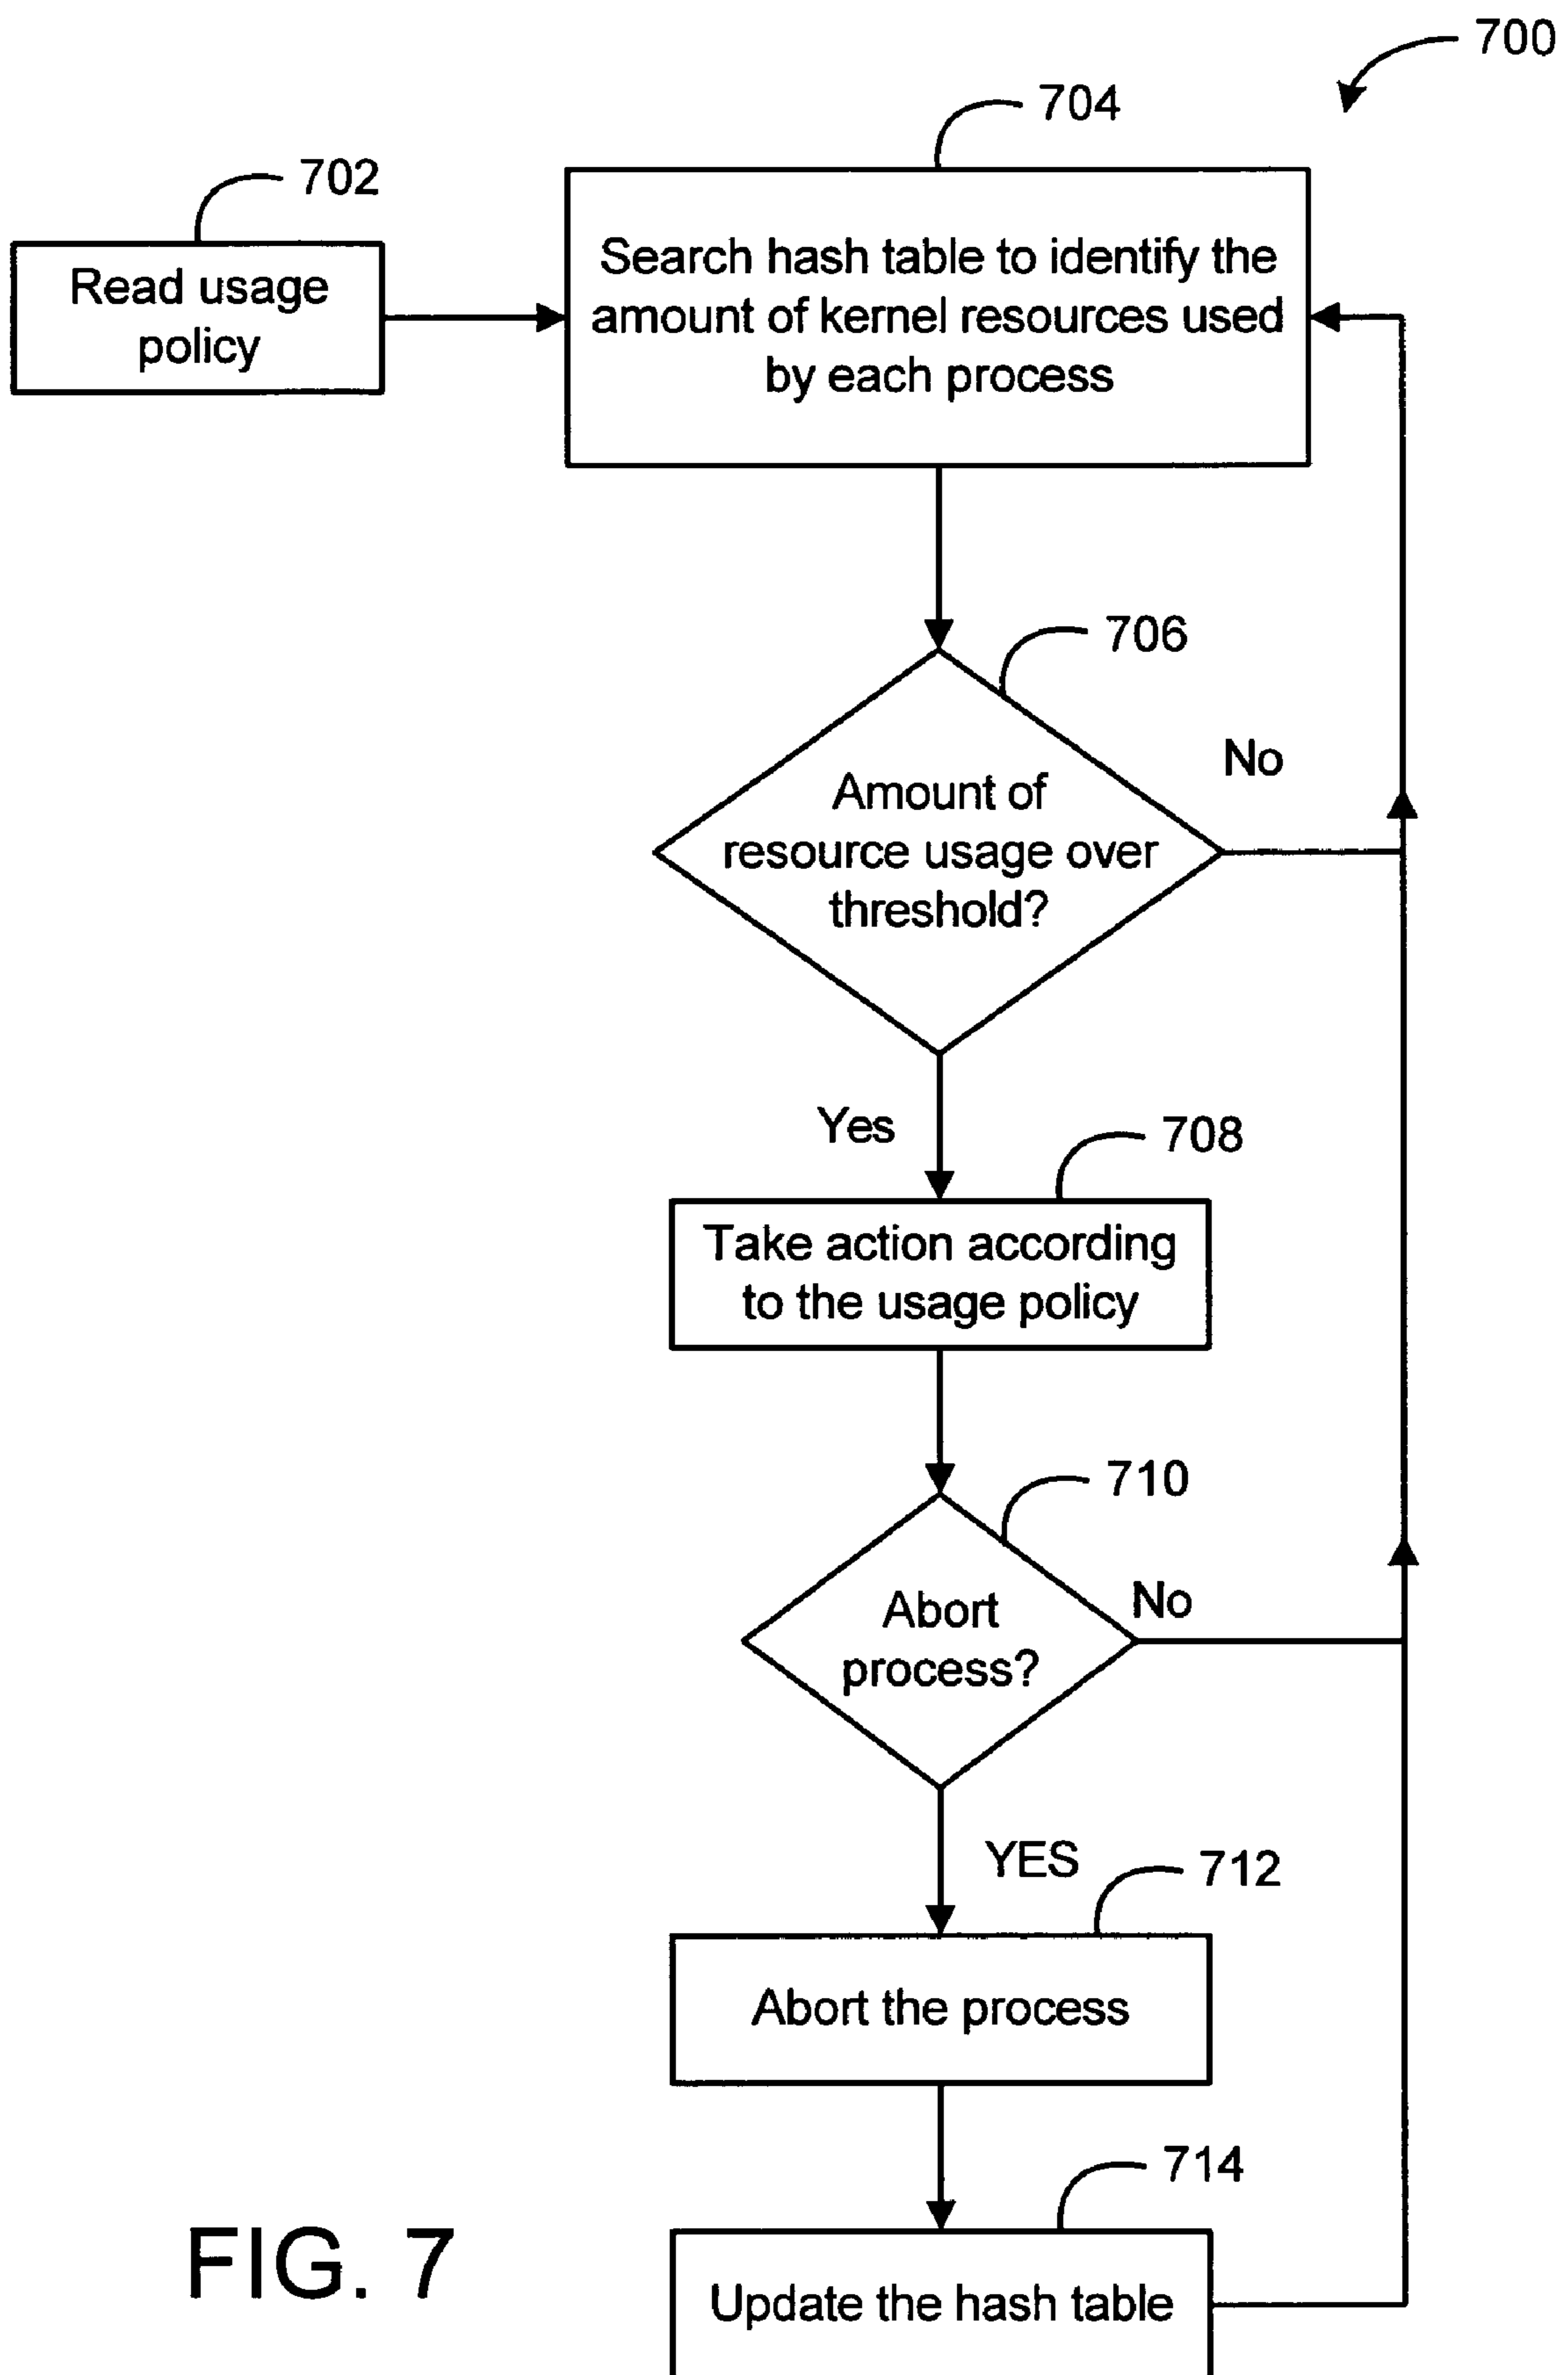 700
704
702
Read usage
policy
Search hash table to identify the
amount of kernel resources used
by each process
706
No
Amount of
resource usage over
threshold?
Yes
708
Take action according
to the usage policy
710
No
Abort
process?
YES
712
Abort the process
714
FIG. 7
Update the hash table